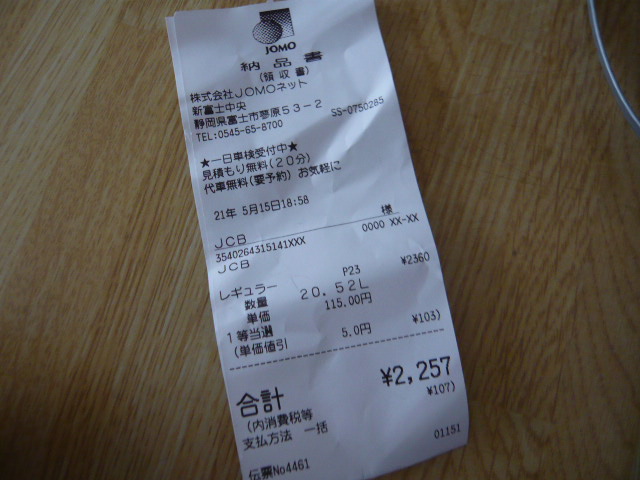 JOMO
納品書
(領収書)
株式会社JOMOネット
新富士中央 SS-0750285
静岡県富士市蓼原53-2
TEL:0545-65-8700
★一日車検受付中★
見積もり無料(20分)
代車無料(要予約) お気軽に
21年 5月15日18:58
JCB 様
3540264315141XXX 0000 XX-XX
JCB
レギュラー P23 ¥2360
数量 20.52L
単価 115.00円
1等当選 ¥103)
(単価値引 5.0円
合計 ¥2,257
(内消費税等 ¥107)
支払方法 一括
01151
伝票No4461